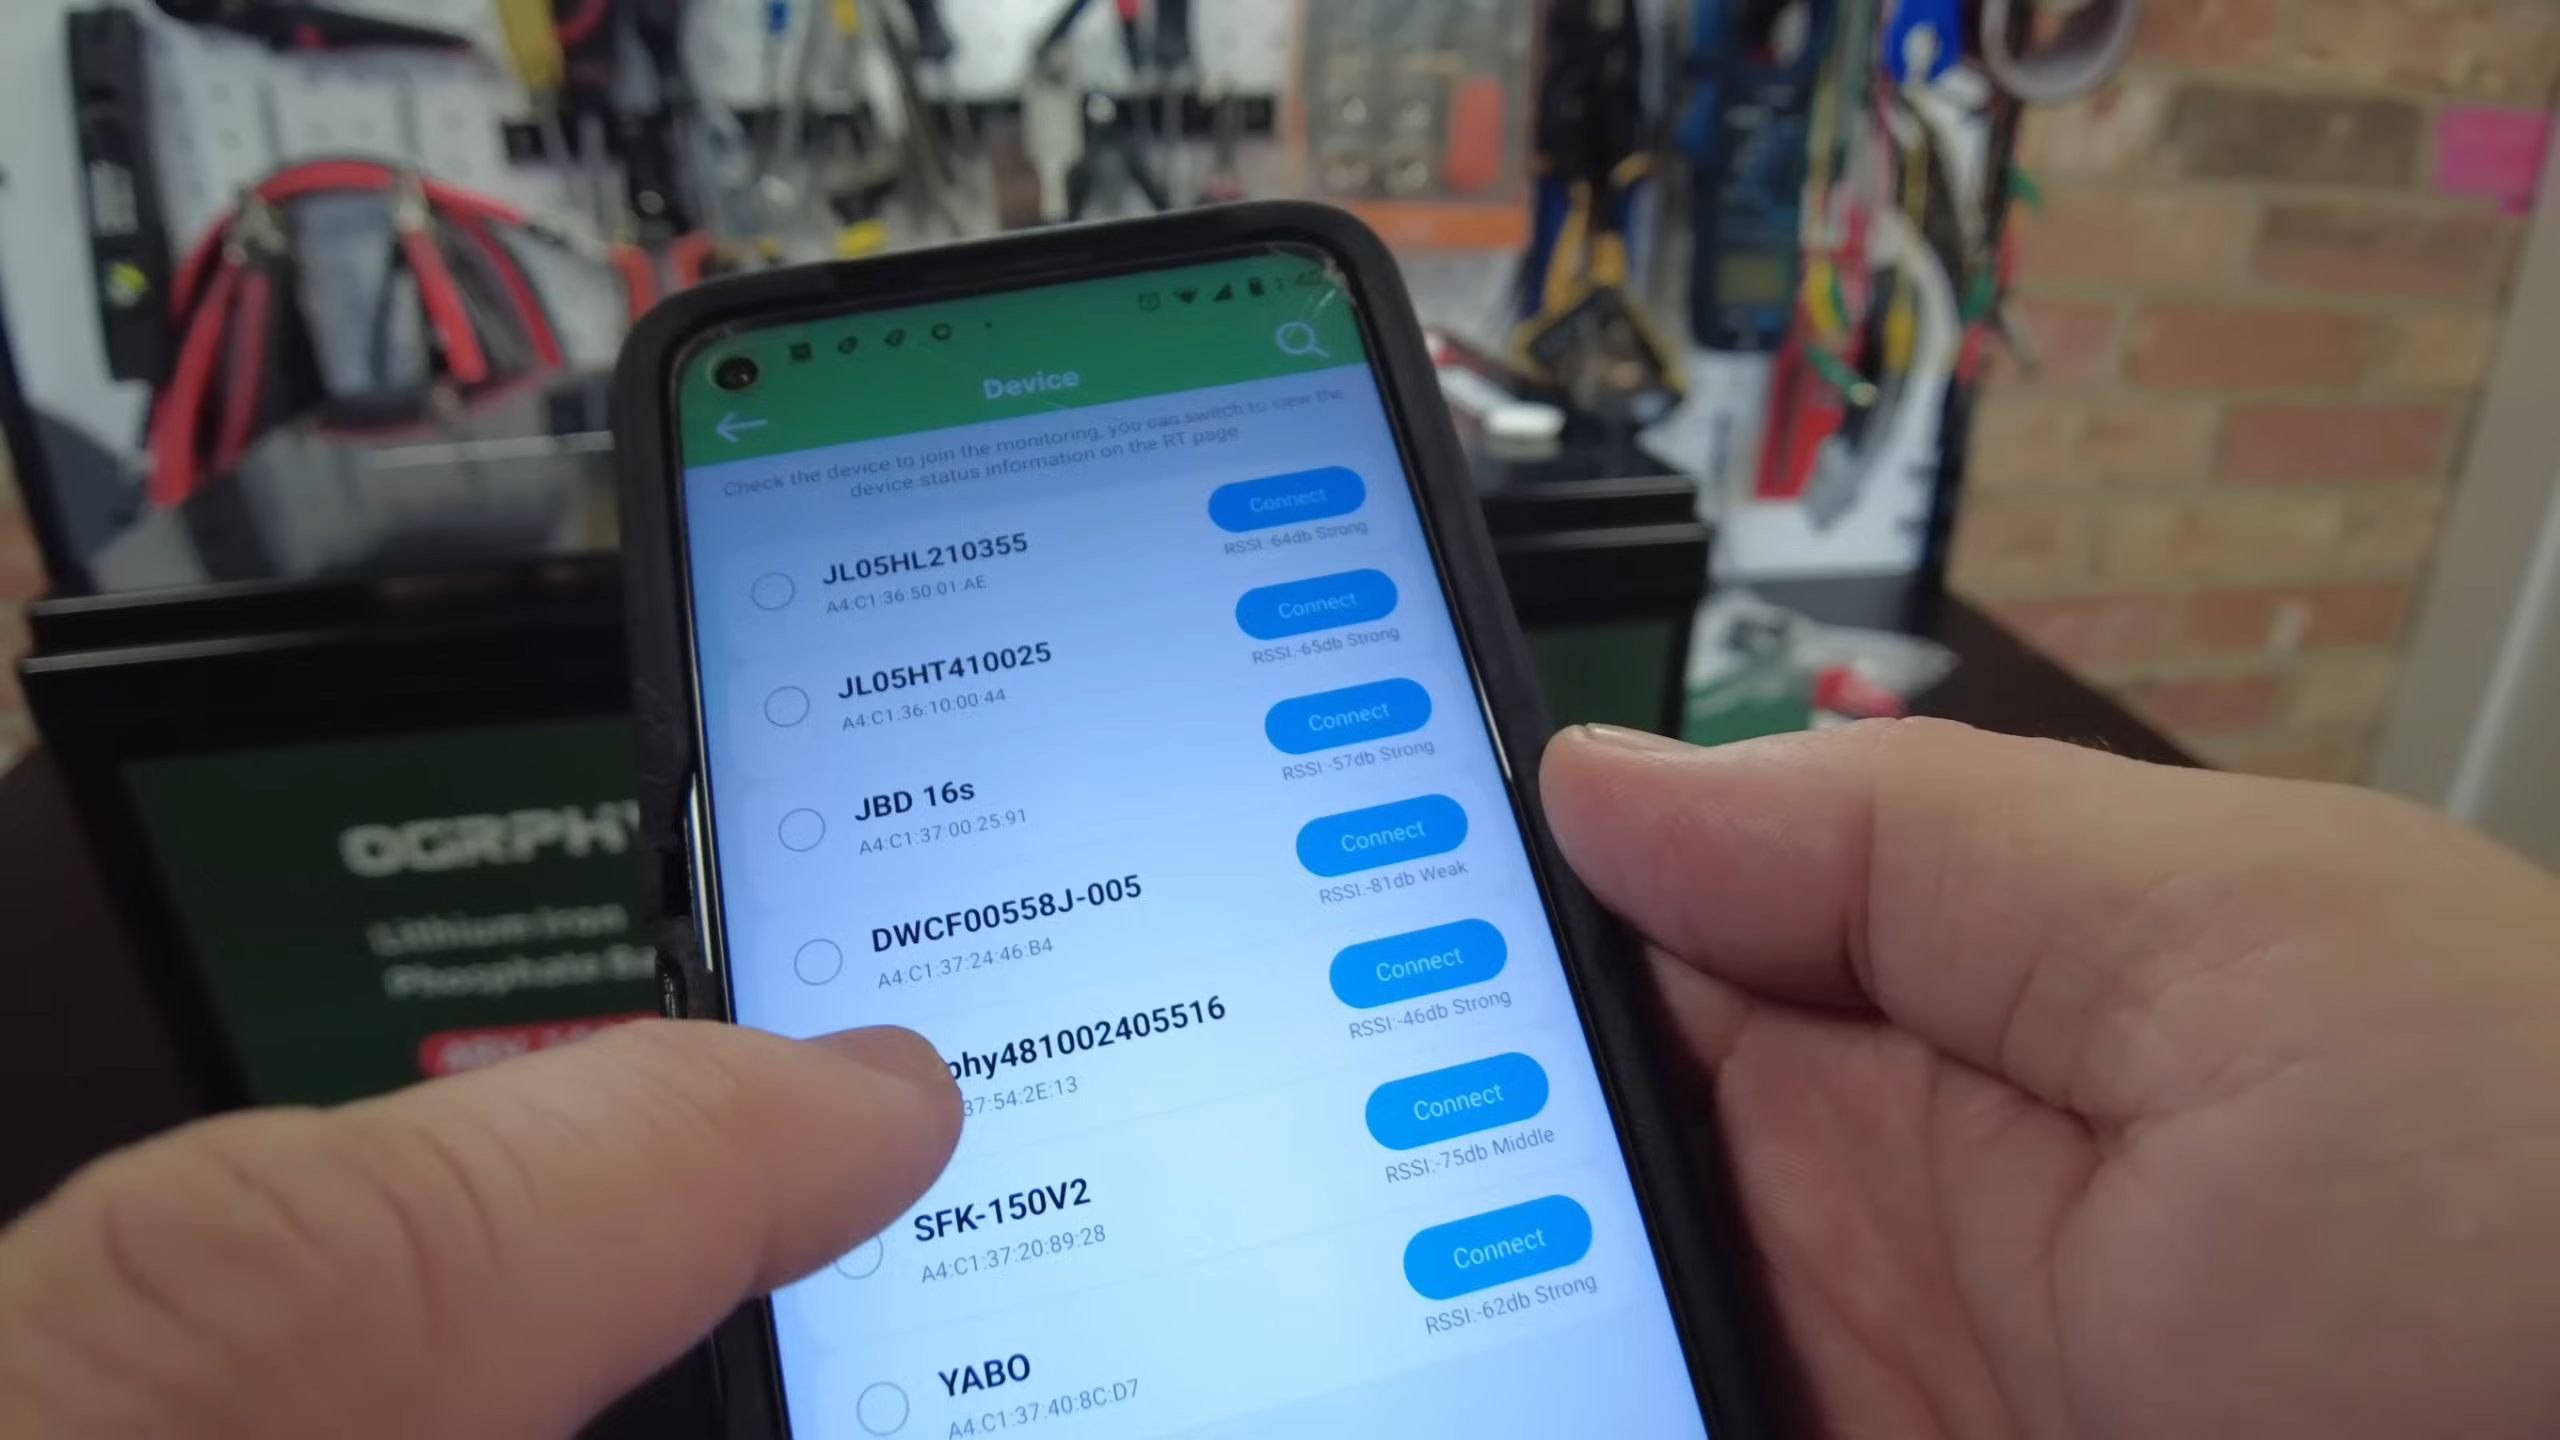 Device
Check the device to join the monitoring, you can switch to view the
device status information on the RT page
JL05HL210355
A4:C1:36:50:01:AE
Connect
RSSI:-64db Strong
JL05HT410025
A4:C1:36:10:00:44
Connect
RSSI:-65db Strong
JBD 16s
A4:C1:37:00:25:91
Connect
RSSI:-57db Strong
DWCF00558J-005
A4:C1:37:24:46:B4
Connect
RSSI:-81db Weak
phy481002405516
37:54:2E:13
Connect
RSSI:-46db Strong
SFK-150V2
A4:C1:37:20:89:28
Connect
RSSI:-75db Middle
YABO
A4:C1:37:40:8C:D7
Connect
RSSI:-62db Strong
OGRPHY
Lithium Iron
Phosphate Ba